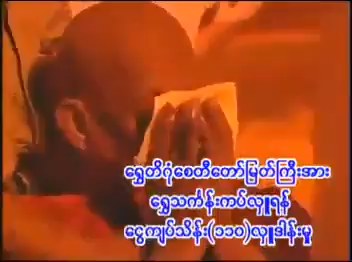 ရွှေတိဂုံစေတီတော်မြတ်ကြီးအား
ရွှေသင်္ကန်းကပ်လှူရန်
ငွေကျပ်သိန်း(၁၁၀)လှူဒါန်းမှု